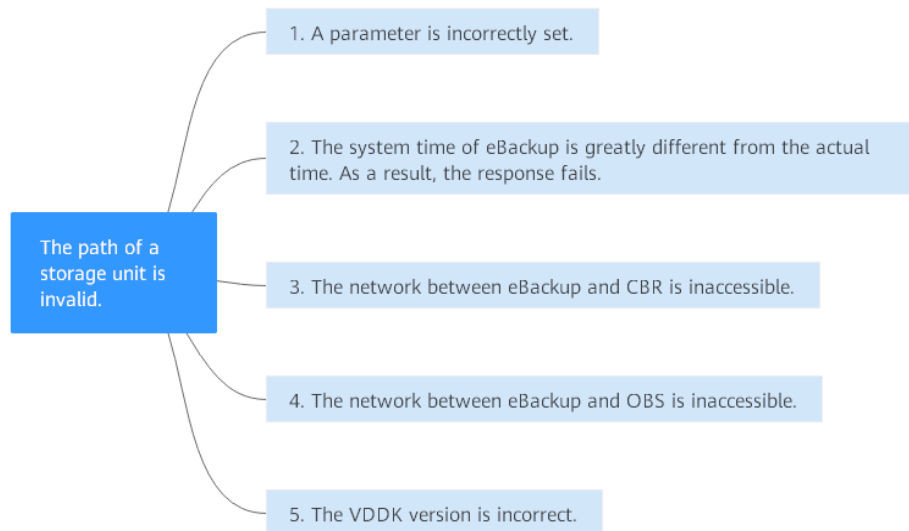 1. A parameter is incorrectly set.
2. The system time of eBackup is greatly different from the actual
time. As a result, the response fails.
The path of a
storage unit is
invalid.
3. The network between eBackup and CBR is inaccessible.
4. The network between eBackup and OBS is inaccessible.
5. The VDDK version is incorrect.